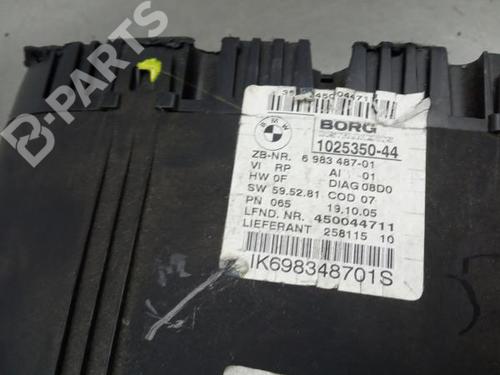 B-PARTS
BMW
BORG
1025350-44
ZB-NR. 6 983 487-01
VI RP AI 01
HW 0F DIAG 08D0
SW 59.52.81 COD 07
PN 065 19.10.05
LFND. NR. 450044711
LIEFERANT 258115 10
IK698348701S